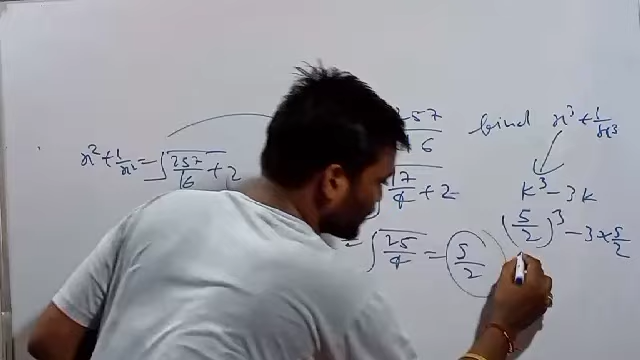 257
6
find x³ + 1/x³
x² + 1/x² = √257/16 + 2
17/4 + 2
k³ - 3k
(5/2)³ - 3 × 5/2
= √25/4 = 5/2